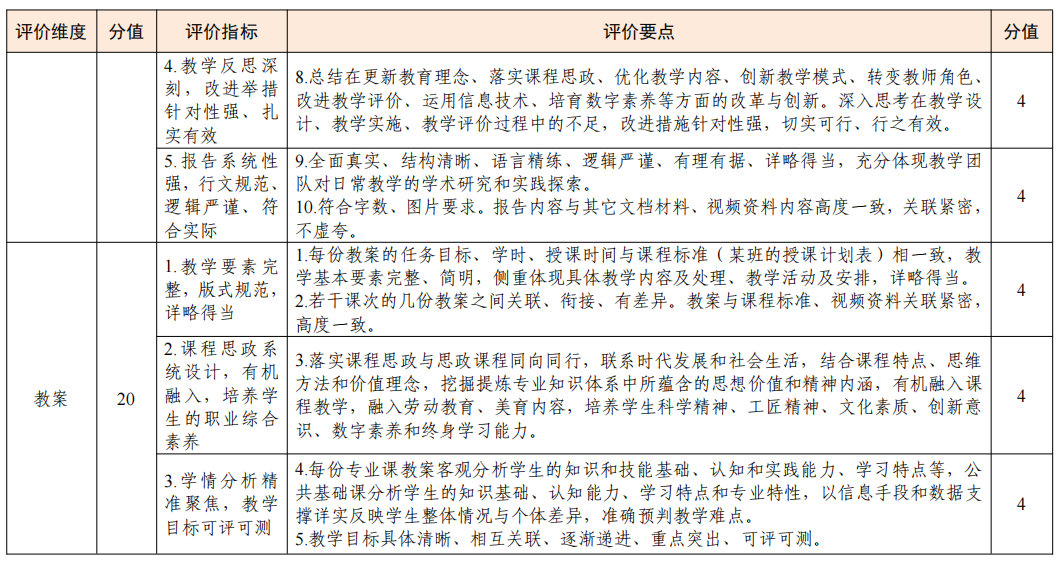 评价维度 分值 评价指标 评价要点 分值
4.教学反思深
刻，改进举措
针对性强、扎
实有效
8.总结在更新教育理念、落实课程思政、优化教学内容、创新教学模式、转变教师角色、
改进教学评价、运用信息技术、培育数字素养等方面的改革与创新。深入思考在教学设
计、教学实施、教学评价过程中的不足，改进措施针对性强，切实可行、行之有效。
4
5.报告系统性
强，行文规范、
逻辑严谨、符
合实际
9.全面真实、结构清晰、语言精练、逻辑严谨、有理有据、详略得当，充分体现教学团
队对日常教学的学术研究和实践探索。
10.符合字数、图片要求。报告内容与其它文档材料、视频资料内容高度一致，关联紧密，
不虚夸。
4
教案
20
1.教学要素完
整，版式规范，
详略得当
1.每份教案的任务目标、学时、授课时间与课程标准（某班的授课计划表）相一致，教
学基本要素完整、简明，侧重体现具体教学内容及处理、教学活动及安排，详略得当。
2.若干课次的几份教案之间关联、衔接、有差异。教案与课程标准、视频资料关联紧密，
高度一致。
4
2.课程思政系
统设计，有机
融入，培养学
生的职业综合
素养
3.落实课程思政与思政课程同向同行，联系时代发展和社会生活，结合课程特点、思维
方法和价值理念，挖掘提炼专业知识体系中所蕴含的思想价值和精神内涵，有机融入课
程教学，融入劳动教育、美育内容，培养学生科学精神、工匠精神、文化素质、创新意
识、数字素养和终身学习能力。
4
3.学情分析精
准聚焦，教学
目标可评可测
4.每份专业课教案客观分析学生的知识和技能基础、认知和实践能力、学习特点等，公
共基础课分析学生的知识基础、认知能力、学习特点和专业特性，以信息手段和数据支
撑详实反映学生整体情况与个体差异，准确预判教学难点。
5.教学目标具体清晰、相互关联、逐渐递进、重点突出、可评可测。
4